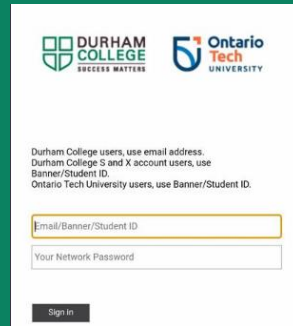 DURHAM
COLLEGE
SUCCESS MATTERS
Ontario
Tech
UNIVERSITY
Durham College users, use email address.
Durham College S and X account users, use
Banner/Student ID.
Ontario Tech University users, use Banner/Student ID.
Email/Banner/Student ID
Your Network Password
Sign In